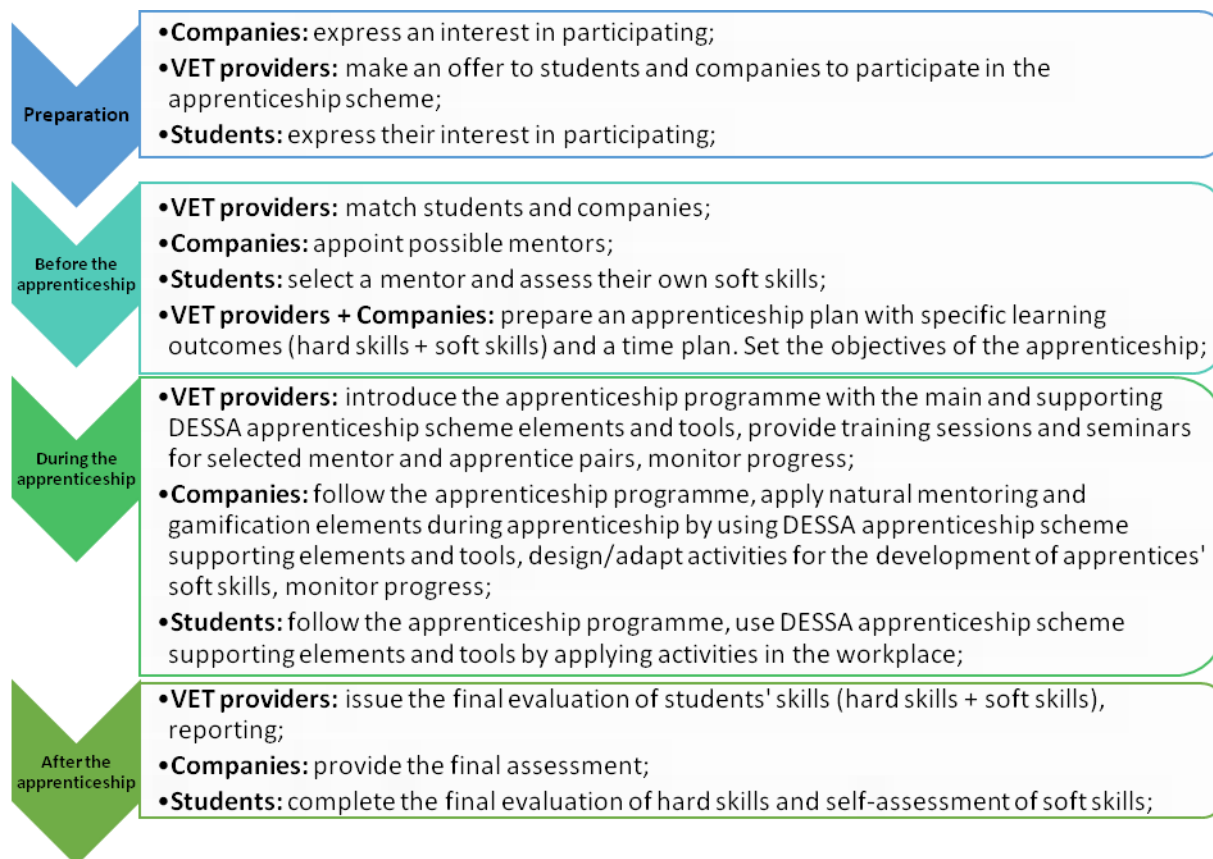 Preparation
•Companies: express an interest in participating;
•VET providers: make an offer to students and companies to participate in the
apprenticeship scheme;
•Students: express their interest in participating;
Before the
apprenticeship
•VET providers: match students and companies;
•Companies: appoint possible mentors;
•Students: select a mentor and assess their own soft skills;
•VET providers + Companies: prepare an apprenticeship plan with specific learning
outcomes (hard skills + soft skills) and a time plan. Set the objectives of the apprenticeship;
During the
apprenticeship
•VET providers: introduce the apprenticeship programme with the main and supporting
DESSA apprenticeship scheme elements and tools, provide training sessions and seminars
for selected mentor and apprentice pairs, monitor progress;
•Companies: follow the apprenticeship programme, apply natural mentoring and
gamification elements during apprenticeship by using DESSA apprenticeship scheme
supporting elements and tools, design/adapt activities for the development of apprentices'
soft skills, monitor progress;
•Students: follow the apprenticeship programme, use DESSA apprenticeship scheme
supporting elements and tools by applying activities in the workplace;
After the
apprenticeship
•VET providers: issue the final evaluation of students' skills (hard skills + soft skills),
reporting;
•Companies: provide the final assessment;
•Students: complete the final evaluation of hard skills and self-assessment of soft skills;